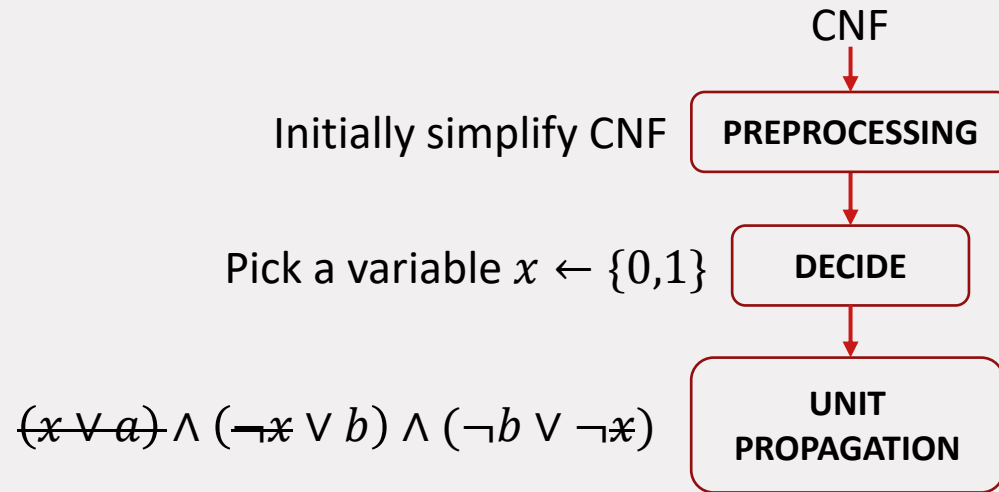 CNF
Initially simplify CNF PREPROCESSING
Pick a variable 𝑥 ← {0,1} DECIDE
UNIT
(𝑥 ∨ 𝑎) ∧ (¬𝑥 ∨ 𝑏) ∧ (¬𝑏 ∨ ¬𝑥)
PROPAGATION